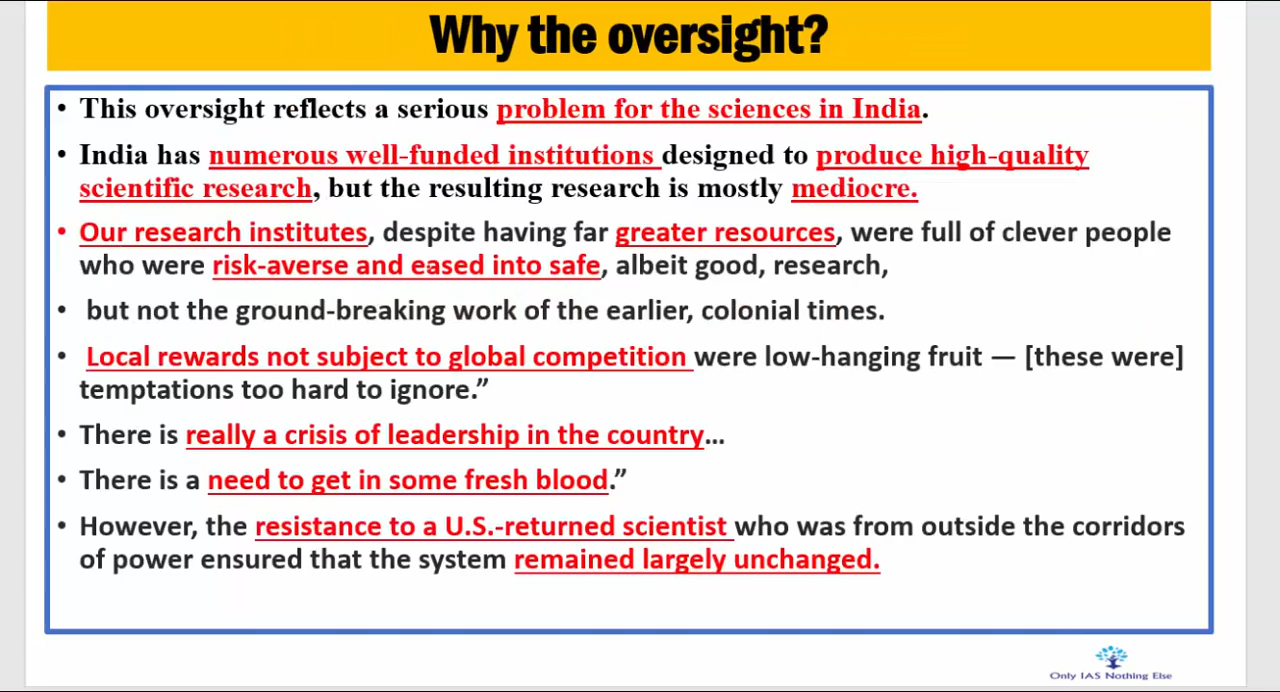 Why the oversight?
• This oversight reflects a serious problem for the sciences in India.
• India has numerous well-funded institutions designed to produce high-quality
scientific research, but the resulting research is mostly mediocre.
• Our research institutes, despite having far greater resources, were full of clever people
who were risk-averse and eased into safe, albeit good, research,
• but not the ground-breaking work of the earlier, colonial times.
• Local rewards not subject to global competition were low-hanging fruit — [these were]
temptations too hard to ignore.”
• There is really a crisis of leadership in the country…
• There is a need to get in some fresh blood.”
• However, the resistance to a U.S.-returned scientist who was from outside the corridors
of power ensured that the system remained largely unchanged.
Only IAS Nothing Else